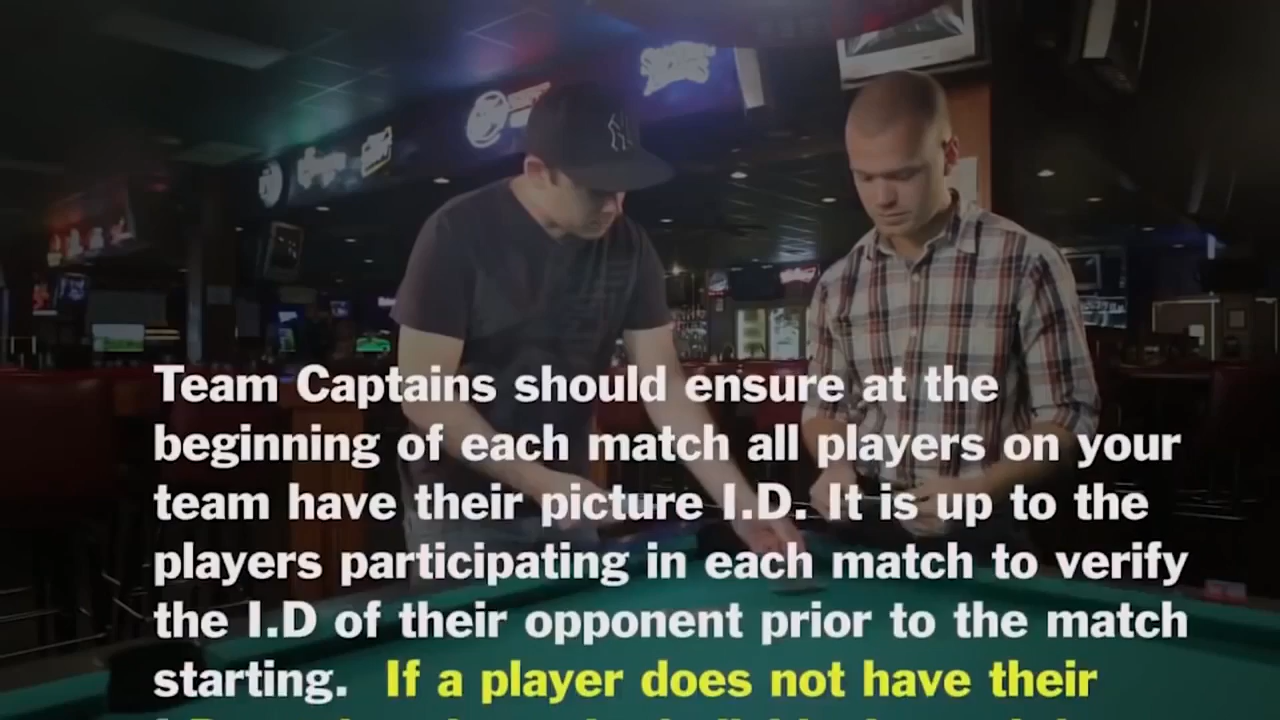 Team Captains should ensure at the
beginning of each match all players on your
team have their picture I.D. It is up to the
players participating in each match to verify
the I.D of their opponent prior to the match
starting. If a player does not have their